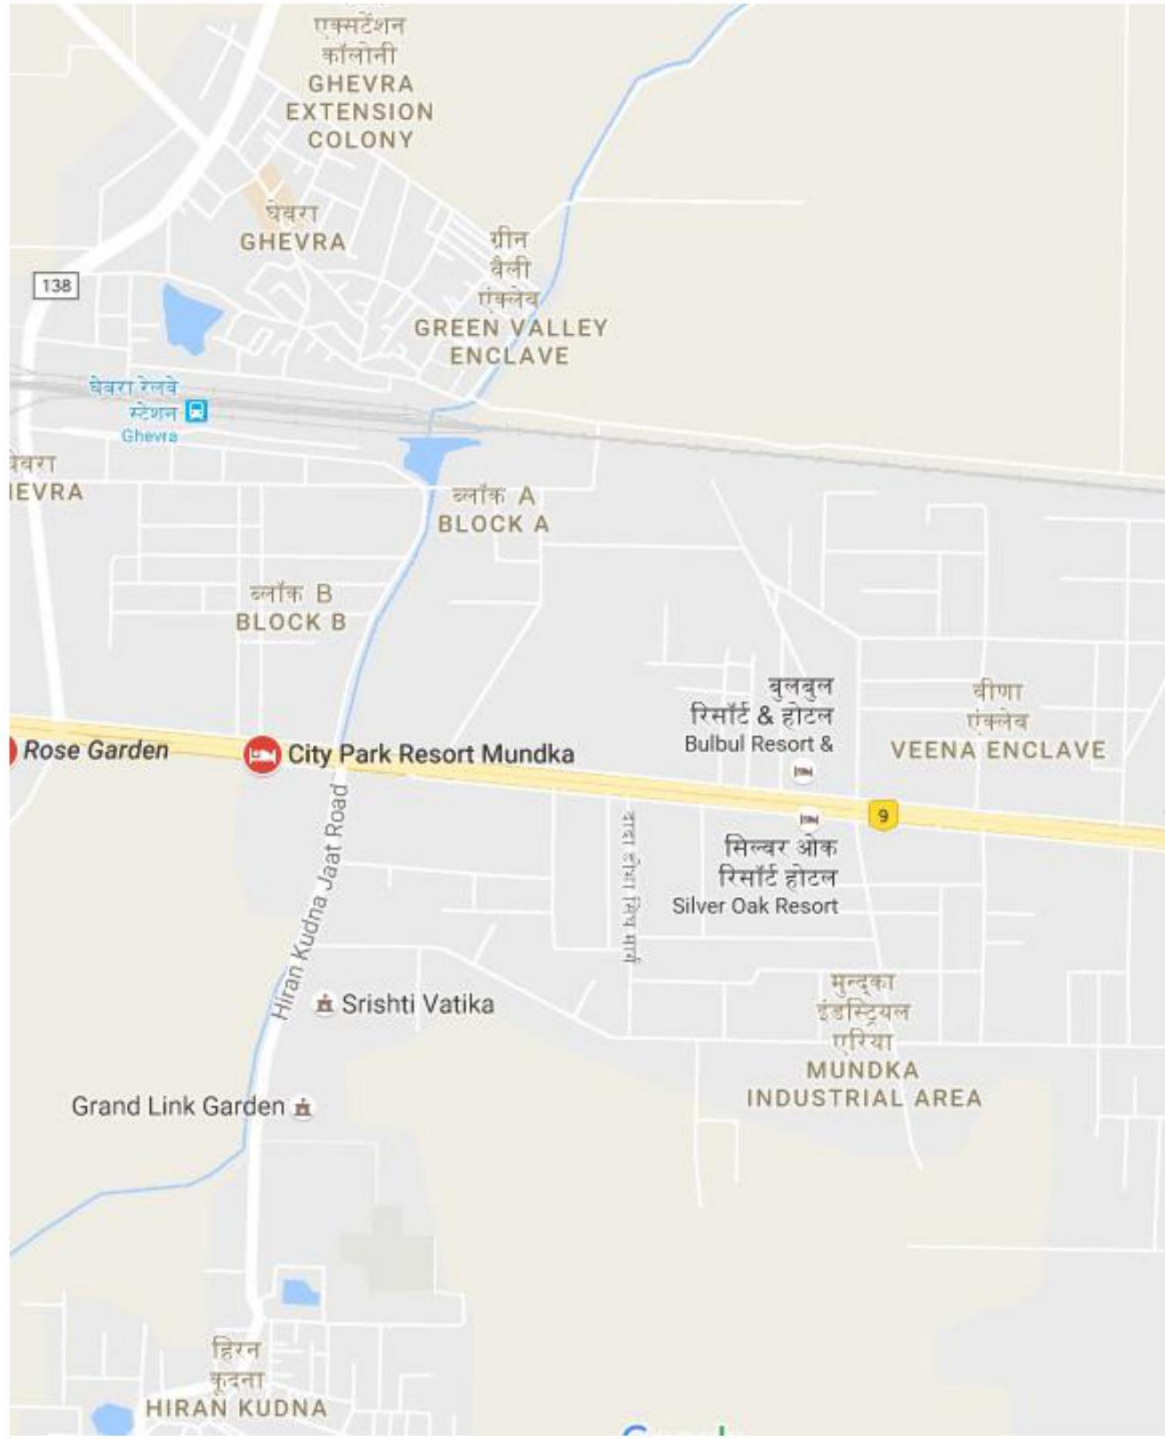 एक्सटेंशन
कॉलोनी
GHEVRA
EXTENSION
COLONY
घेवरा
GHEVRA
ग्रीन
वैली
एंक्लेव
GREEN VALLEY
ENCLAVE
138
घेवरा रेलवे
स्टेशन
Ghevra
घेवरा
HEVRA
ब्लॉक A
BLOCK A
ब्लॉक B
BLOCK B
बुलबुल
रिसॉर्ट & होटल
Bulbul Resort &
वीणा
एंक्लेव
VEENA ENCLAVE
Rose Garden
City Park Resort Mundka
9
Hiran Kudna Jaat Road
सिल्वर ओक
रिसॉर्ट होटल
Silver Oak Resort
Srishti Vatika
मुन्द्का
इंडस्ट्रियल
एरिया
MUNDKA
INDUSTRIAL AREA
Grand Link Garden
हिरन
कूदना
HIRAN KUDNA